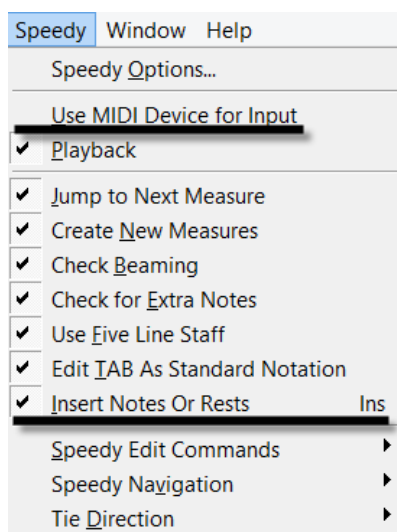 Speedy Window Help
Speedy Options...
Use MIDI Device for Input
Playback
Jump to Next Measure
Create New Measures
Check Beaming
Check for Extra Notes
Use Five Line Staff
Edit TAB As Standard Notation
Insert Notes Or Rests Ins
Speedy Edit Commands
Speedy Navigation
Tie Direction